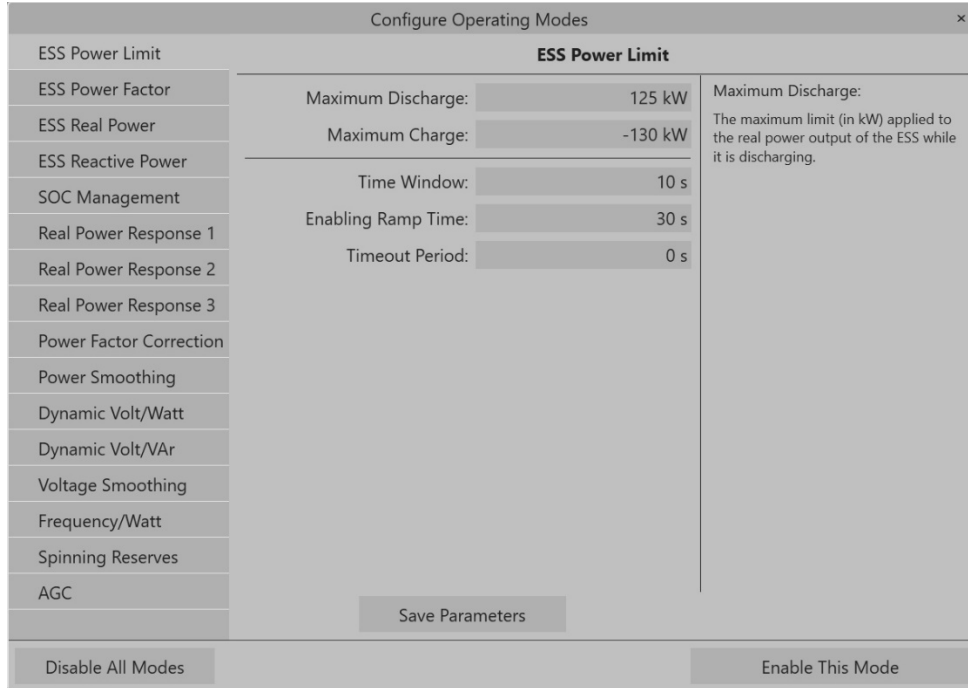 Configure Operating Modes ×
ESS Power Limit
ESS Power Factor
ESS Real Power
ESS Reactive Power
SOC Management
Real Power Response 1
Real Power Response 2
Real Power Response 3
Power Factor Correction
Power Smoothing
Dynamic Volt/Watt
Dynamic Volt/VAr
Voltage Smoothing
Frequency/Watt
Spinning Reserves
AGC
ESS Power Limit
Maximum Discharge: 125 kW
Maximum Charge: -130 kW
Time Window: 10 s
Enabling Ramp Time: 30 s
Timeout Period: 0 s
Save Parameters
Maximum Discharge:
The maximum limit (in kW) applied to
the real power output of the ESS while
it is discharging.
Disable All Modes
Enable This Mode